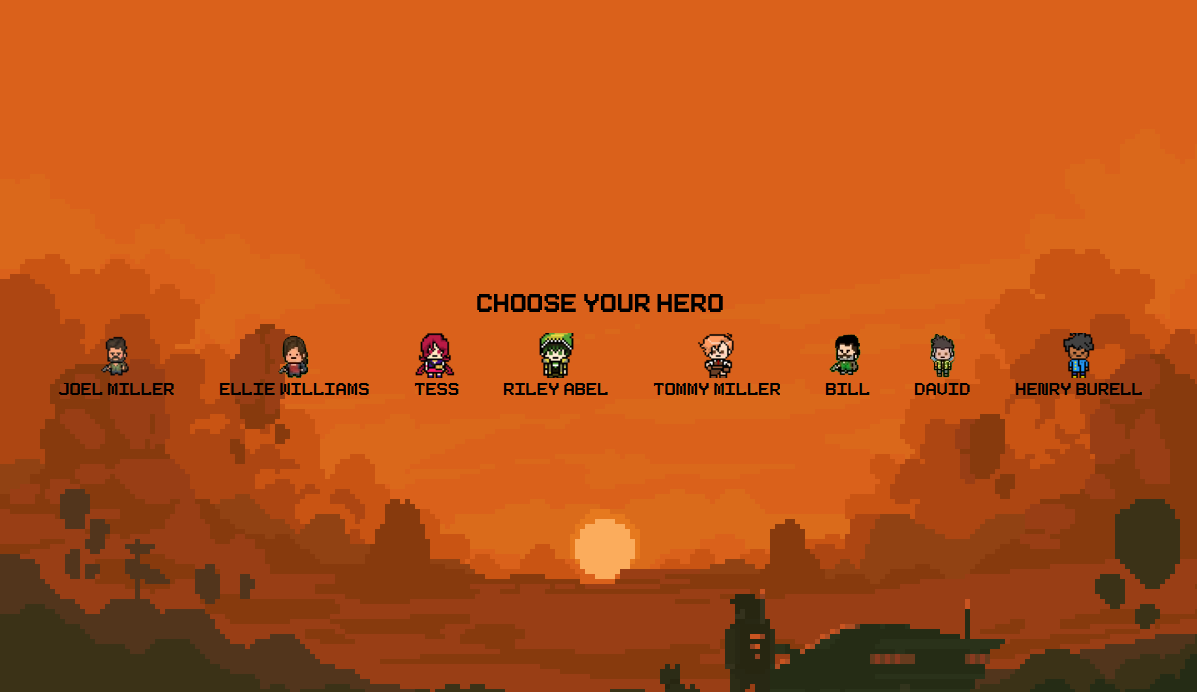 CHOOSE YOUR HERO
JOEL MILLER
ELLIE WILLIAMS
TESS
RILEY ABEL
TOMMY MILLER
BILL
DAVID
HENRY BURELL